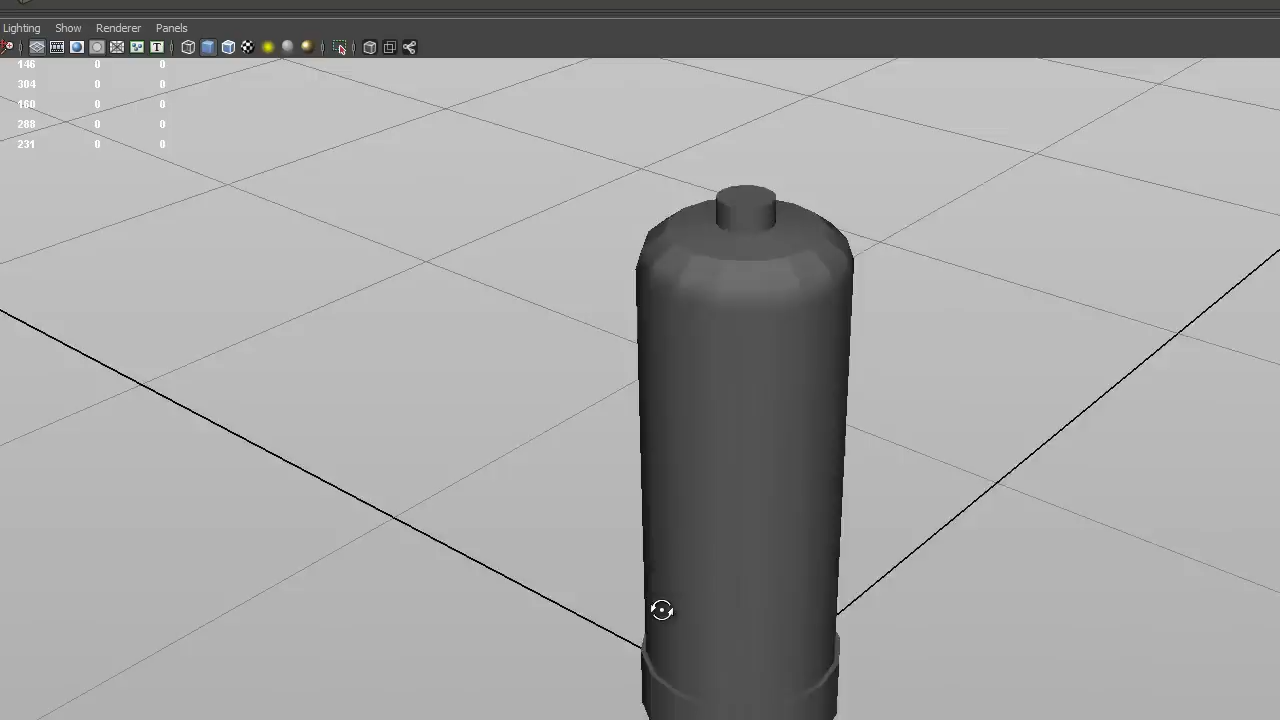 Lighting Show Renderer Panels
T
146 0 0
304 0 0
160 0 0
288 0 0
231 0 0